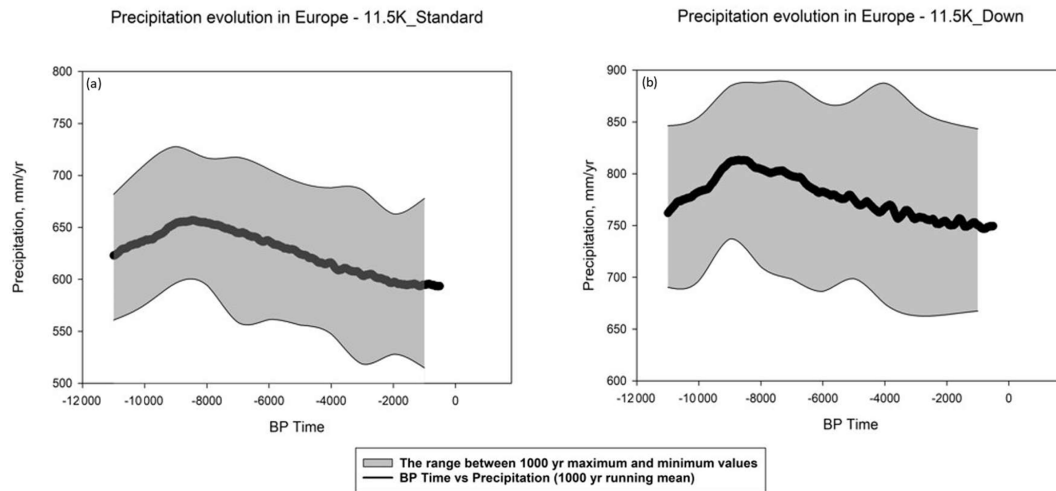 Precipitation evolution in Europe - 11.5K_Standard
(a)
Precipitation, mm/yr
800
750
700
650
600
550
500
-12000 -10000 -8000 -6000 -4000 -2000 0
BP Time
Precipitation evolution in Europe - 11.5K_Down
(b)
Precipitation, mm/yr
900
850
800
750
700
650
600
-12000 -10000 -8000 -6000 -4000 -2000 0
BP Time
The range between 1000 yr maximum and minimum values
BP Time vs Precipitation (1000 yr running mean)